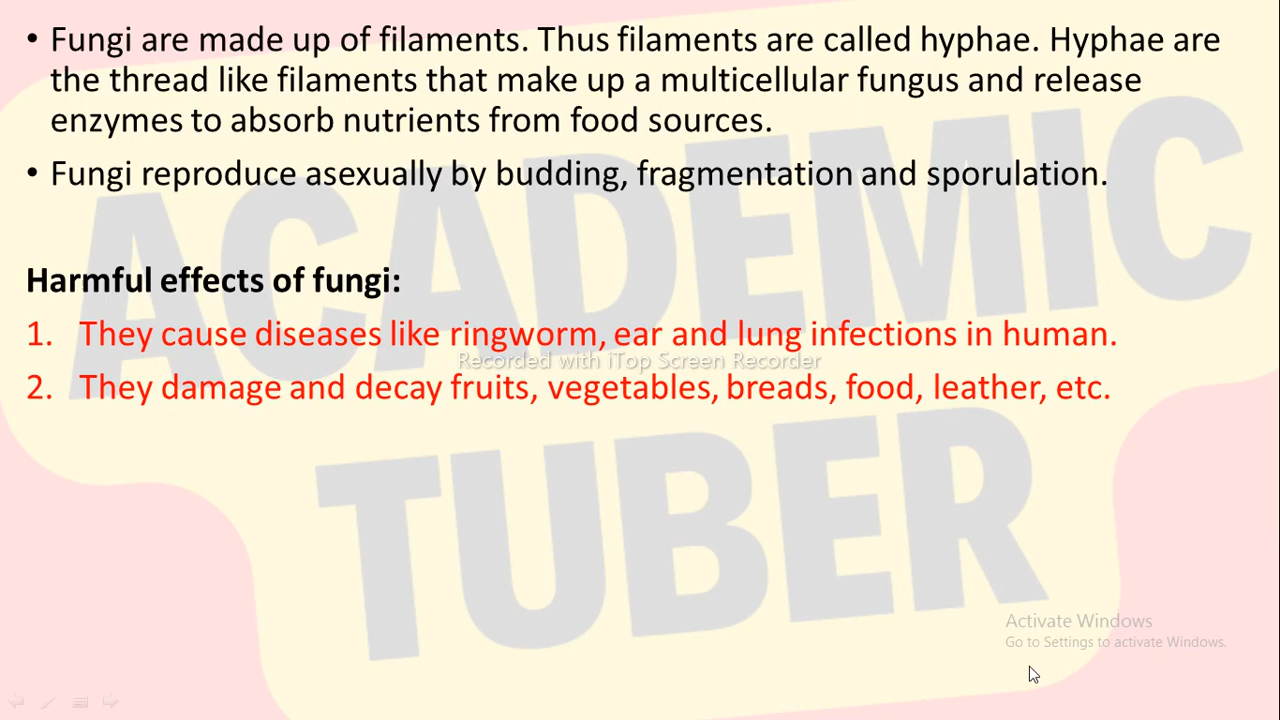 • Fungi are made up of filaments. Thus filaments are called hyphae. Hyphae are
the thread like filaments that make up a multicellular fungus and release
enzymes to absorb nutrients from food sources.
• Fungi reproduce asexually by budding, fragmentation and sporulation.
ACADEMIC
Harmful effects of fungi:
1. They cause diseases like ringworm, ear and lung infections in human.
Recorded with iTop Screen Recorder
2. They damage and decay fruits, vegetables, breads, food, leather, etc.
TUBER
Activate Windows
Go to Settings to activate Windows.